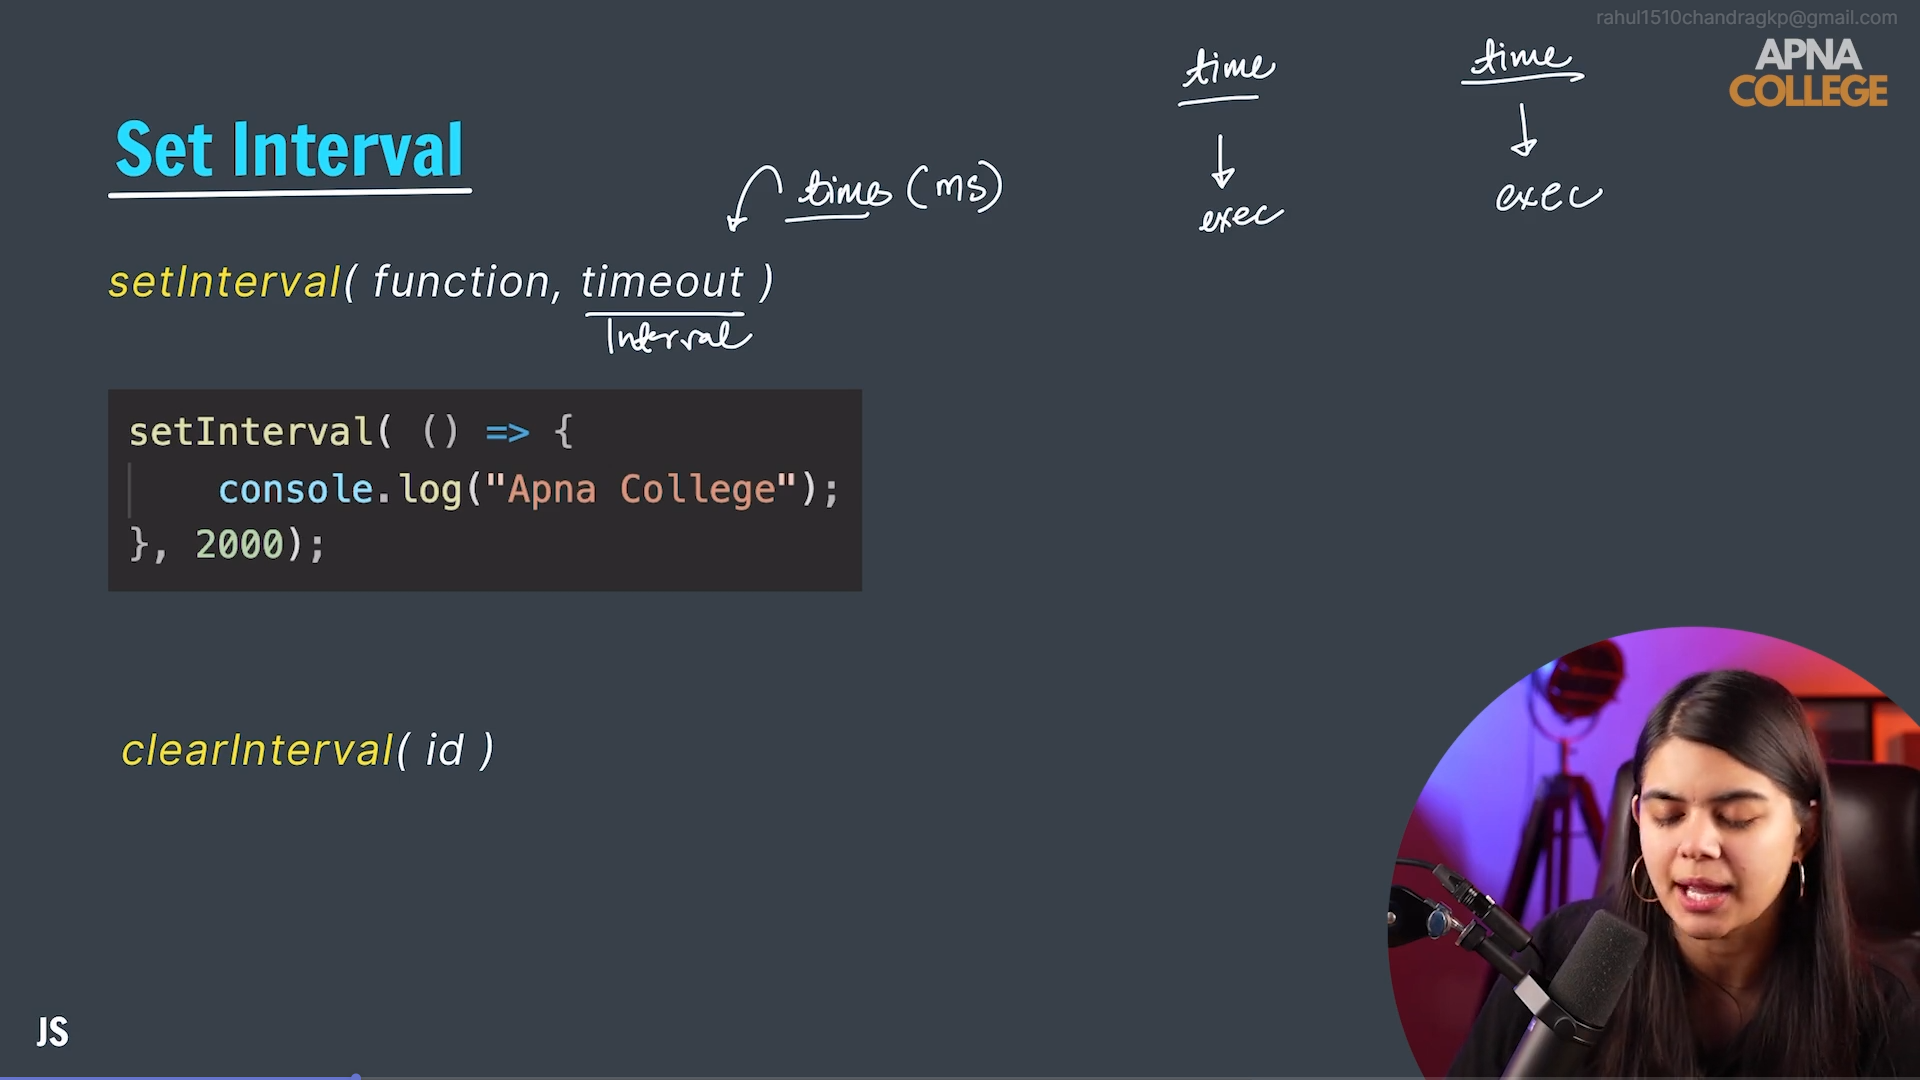 rahul1510chandragkp@gmail.com
APNA
COLLEGE
time
time
Set Interval
time (ms)
exec
exec
setInterval( function, timeout )
Interval
setInterval( () => {
console.log("Apna College");
}, 2000);
clearInterval( id )
JS